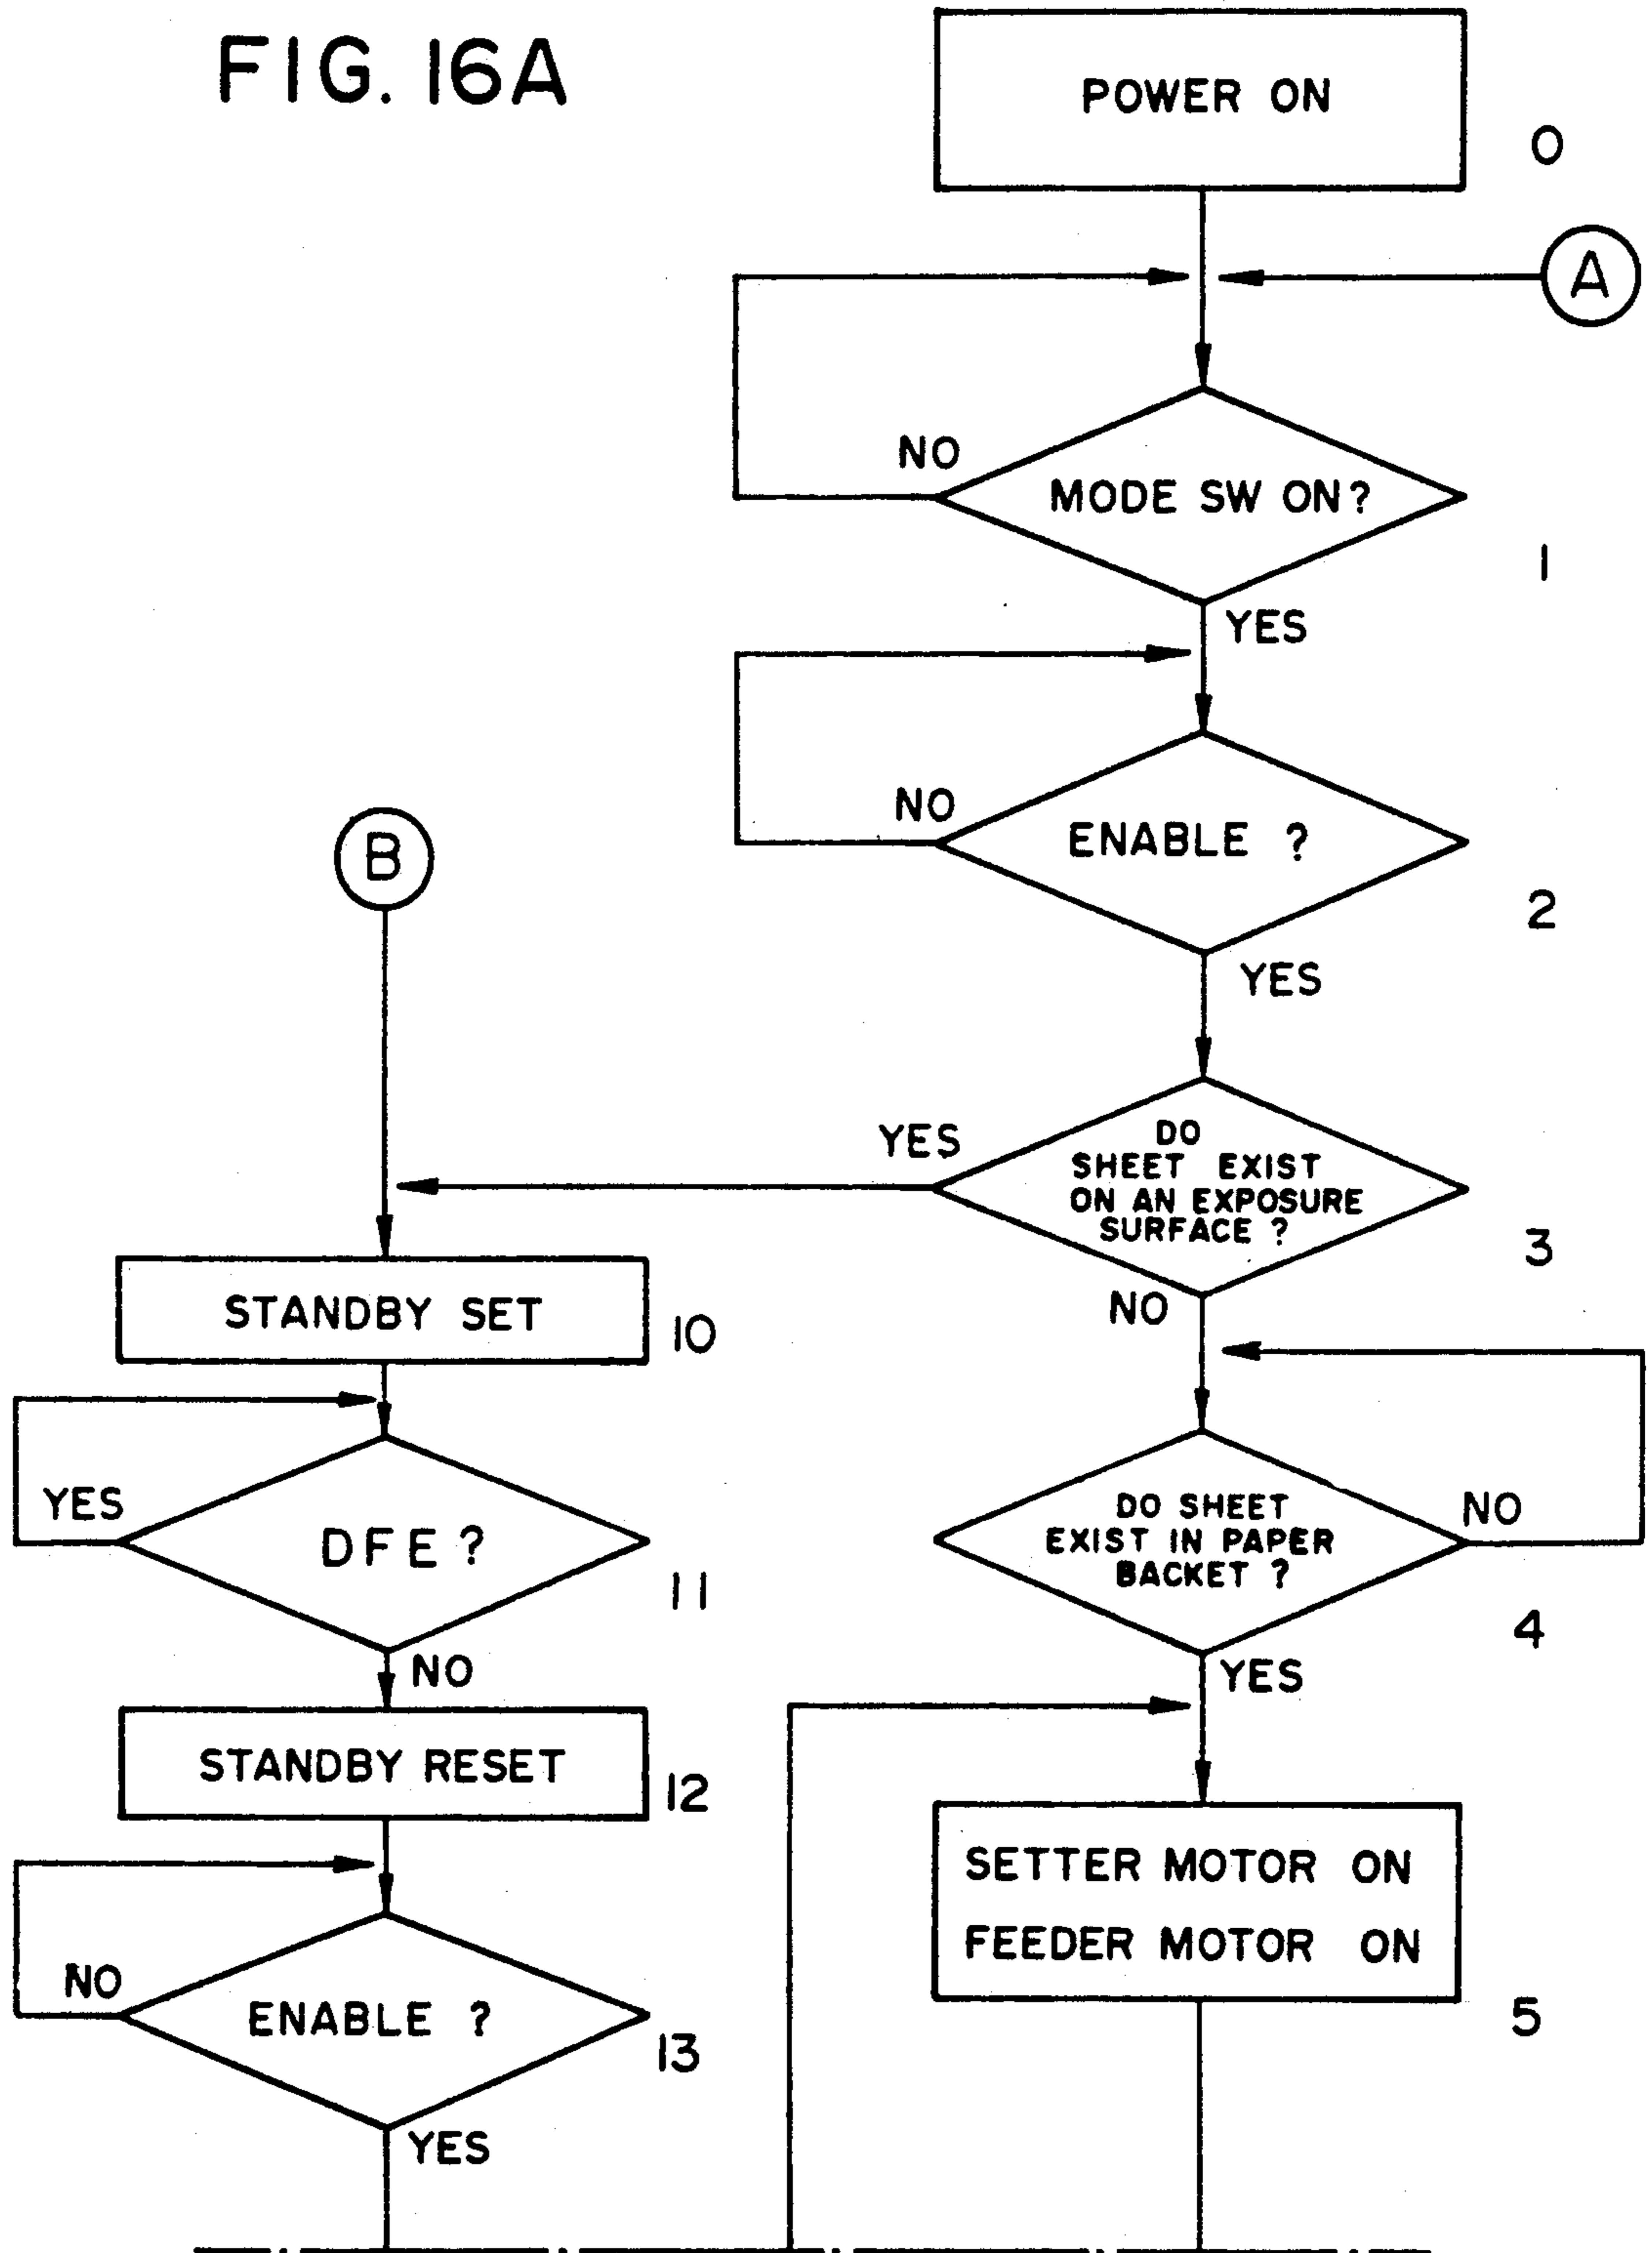 FIG. 16A
POWER ON
0
A
NO
MODE SW ON?
1
YES
NO
ENABLE ?
2
YES
B
YES
DO
SHEET EXIST
ON AN EXPOSURE
SURFACE ?
3
NO
STANDBY SET
10
YES
DFE ?
11
NO
DO SHEET
EXIST IN PAPER
BACKET ?
NO
4
YES
STANDBY RESET
12
SETTER MOTOR ON
FEEDER MOTOR ON
5
NO
ENABLE ?
13
YES